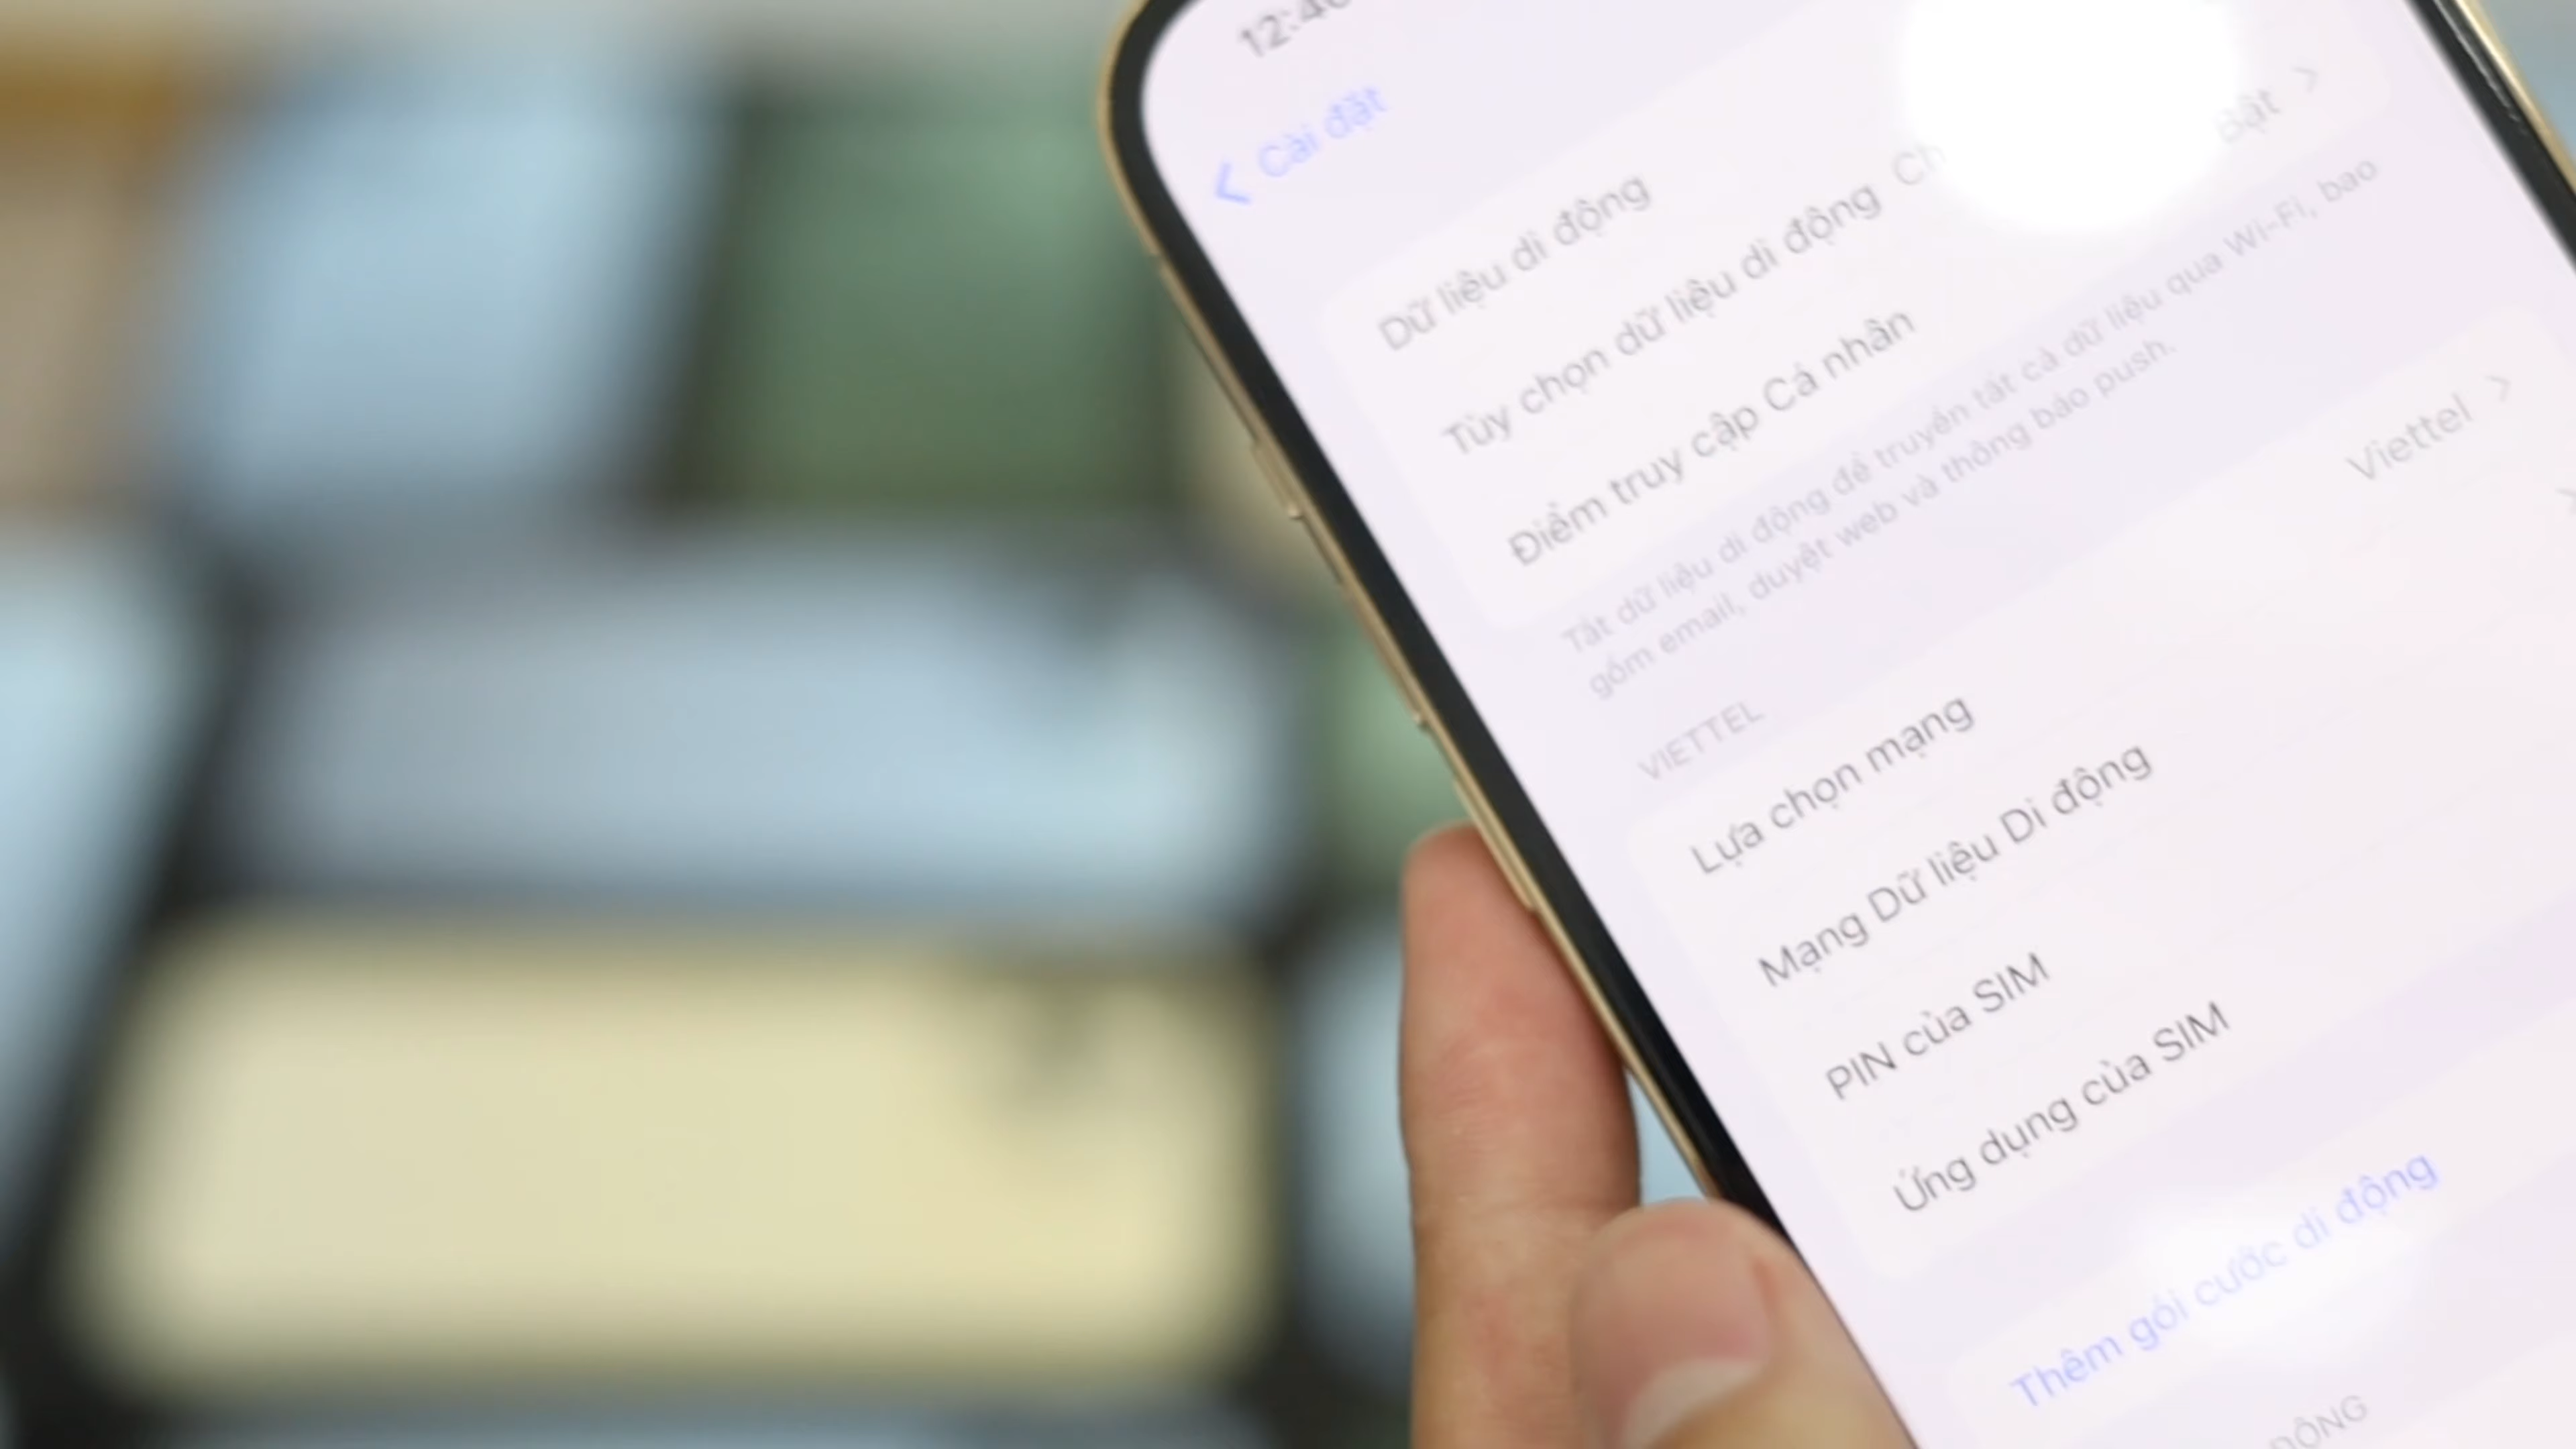 < Cài đặt
Dữ liệu di động
Tùy chọn dữ liệu di động
Điểm truy cập Cá nhân Bật >
Tắt dữ liệu di động để truyền tất cả dữ liệu qua Wi-Fi, bao
gồm email, duyệt web và thông báo push.
VIETTEL
Lựa chọn mạng Viettel >
Mạng Dữ liệu Di động >
PIN của SIM
Ứng dụng của SIM
Thêm gói cước di động